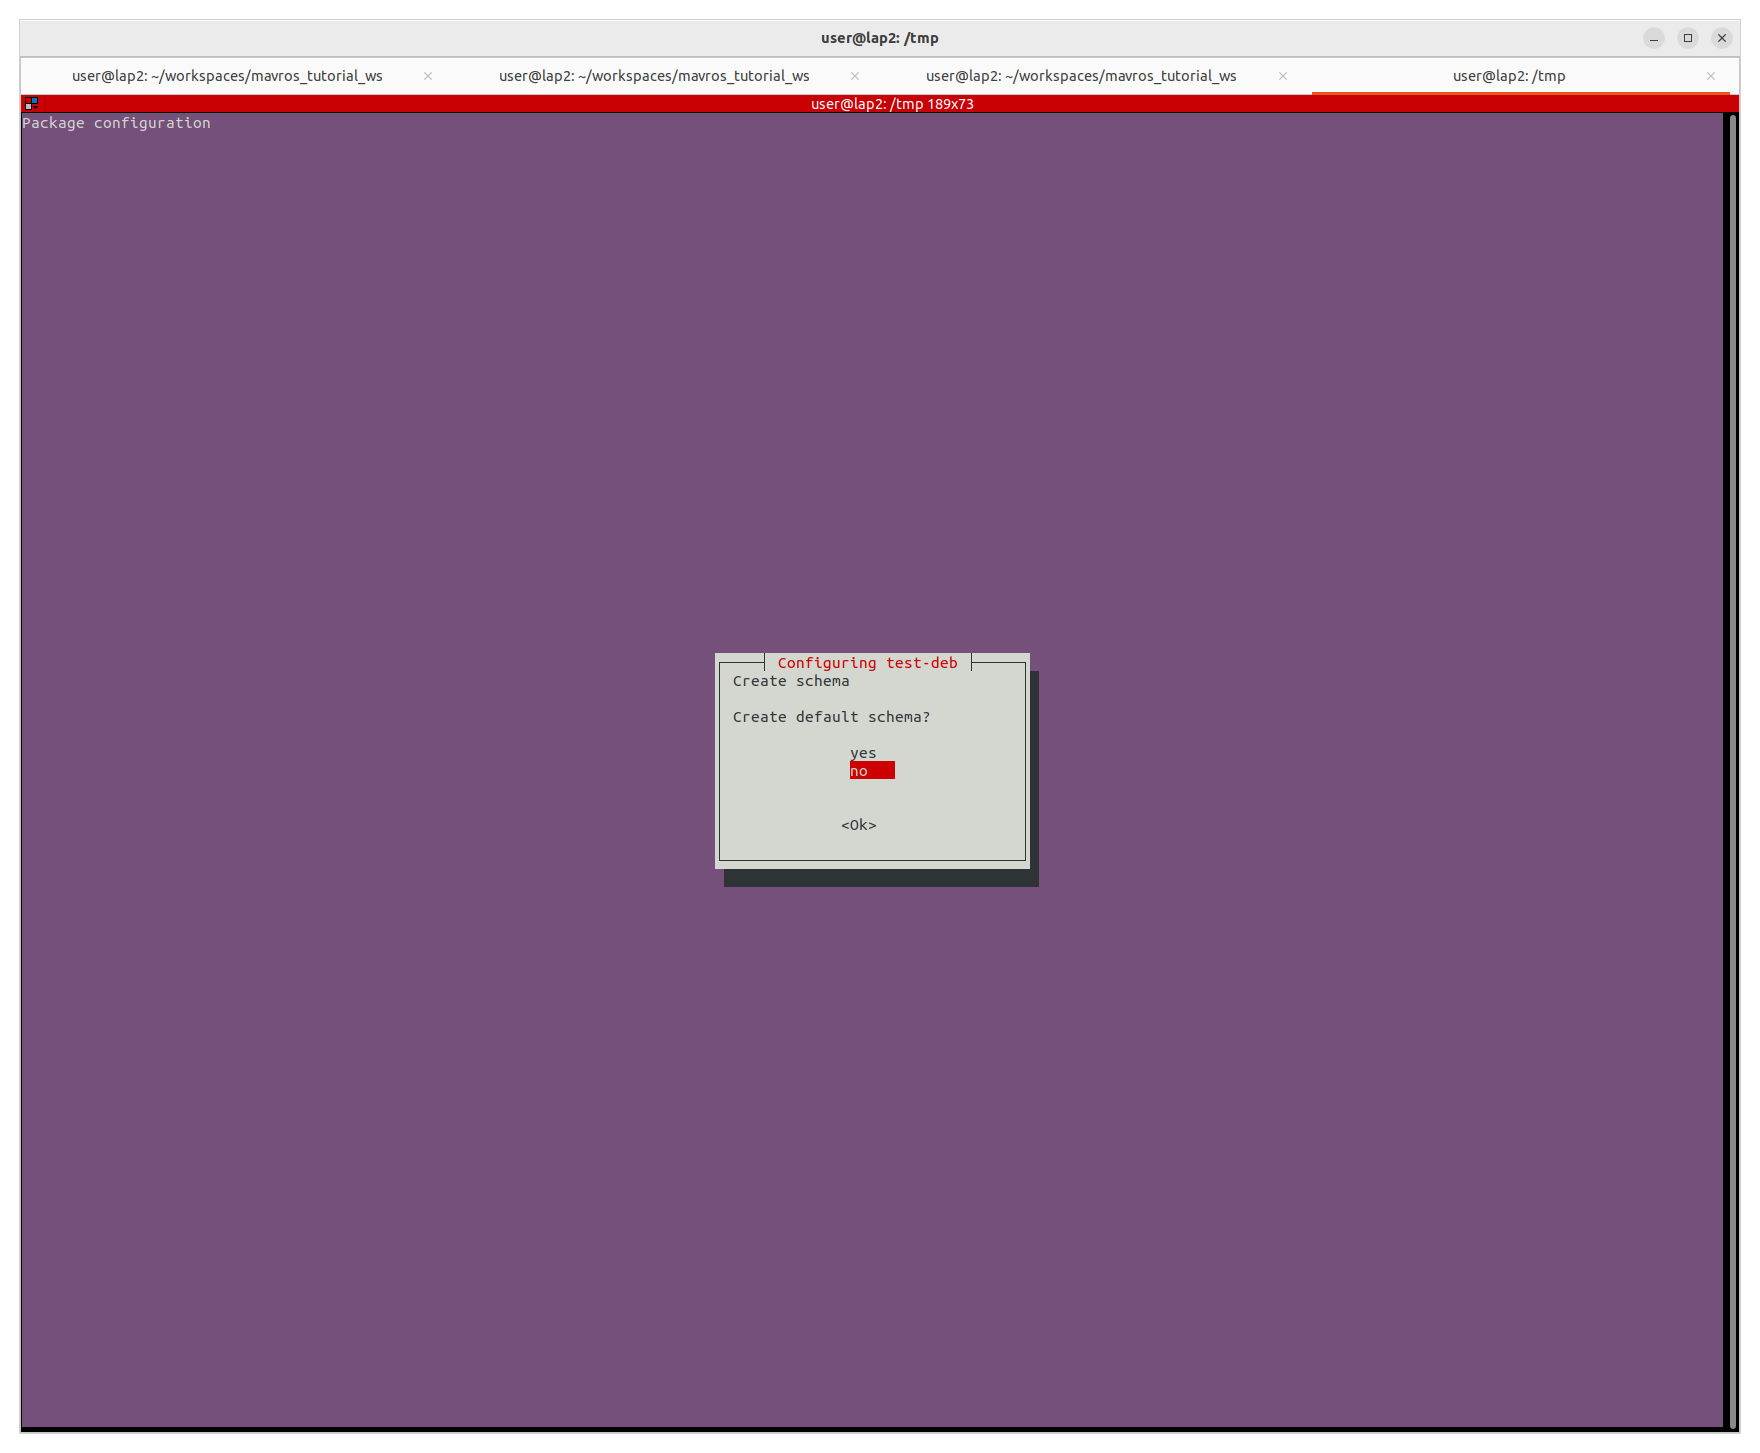 user@lap2: /tmp
user@lap2: ~/workspaces/mavros_tutorial_ws
user@lap2: ~/workspaces/mavros_tutorial_ws
user@lap2: ~/workspaces/mavros_tutorial_ws
user@lap2: /tmp
user@lap2: /tmp 189x73
Package configuration
Configuring test-deb
Create schema
Create default schema?
yes
no
<Ok>